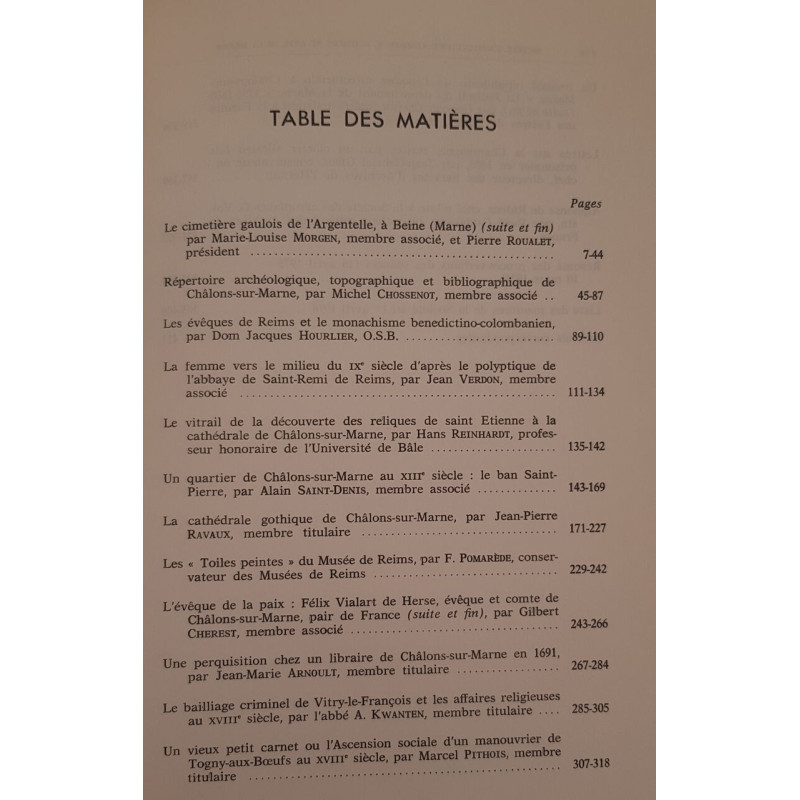 TABLE DES MATIÈRES
Pages
Le cimetière gaulois de l'Argentelle, à Beine (Marne) (suite et fin)
par Marie-Louise MORGEN, membre associé, et Pierre ROUALET,
président ........................................ 7-44
Répertoire archéologique, topographique et bibliographique de
Châlons-sur-Marne, par Michel CHOSSENOT, membre associé .. 45-87
Les évêques de Reims et le monachisme benedictino-colombanien,
par Dom Jacques HOURLIER, O.S.B. .................... 89-110
La femme vers le milieu du IXe siècle d'après le polyptique de
l'abbaye de Saint-Remi de Reims, par Jean VERDON, membre
associé ........................................ 111-134
Le vitrail de la découverte des reliques de saint Etienne à la
cathédrale de Châlons-sur-Marne, par Hans REINHARDT, profes-
seur honoraire de l'Université de Bâle .................. 135-142
Un quartier de Châlons-sur-Marne au XIIIe siècle : le ban Saint-
Pierre, par Alain SAINT-DENIS, membre associé ............. 143-169
La cathédrale gothique de Châlons-sur-Marne, par Jean-Pierre
RAVAUX, membre titulaire .......................... 171-227
Les « Toiles peintes » du Musée de Reims, par F. POMARÈDE, conser-
vateur des Musées de Reims .......................... 229-242
L'évêque de la paix : Félix Vialart de Herse, évêque et comte de
Châlons-sur-Marne, pair de France (suite et fin), par Gilbert
CHEREST, membre associé .............................. 243-266
Une perquisition chez un libraire de Châlons-sur-Marne en 1691,
par Jean-Marie ARNOULT, membre titulaire ............... 267-284
Le bailliage criminel de Vitry-le-François et les affaires religieuses
au XVIIIe siècle, par l'abbé A. KWANTEN, membre titulaire .... 285-305
Un vieux petit carnet ou l'Ascension sociale d'un manouvrier de
Togny-aux-Bœufs au XVIIIe siècle, par Marcel PITHOIS, membre
titulaire ........................................ 307-318